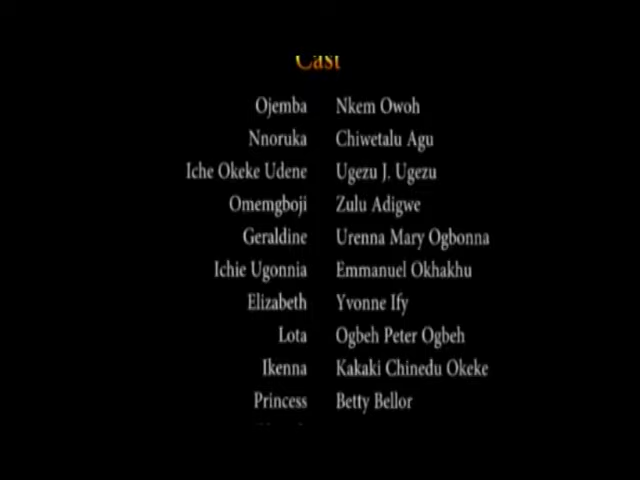 Cast
Ojemba Nkem Owoh
Nnoruka Chiwetalu Agu
Iche Okeke Udene Ugezu J. Ugezu
Omemgboji Zulu Adigwe
Geraldine Urenna Mary Ogbonna
Ichie Ugonnia Emmanuel Okhakhu
Elizabeth Yvonne Ify
Lota Ogbeh Peter Ogbeh
Ikenna Kakaki Chinedu Okeke
Princess Betty Bellor